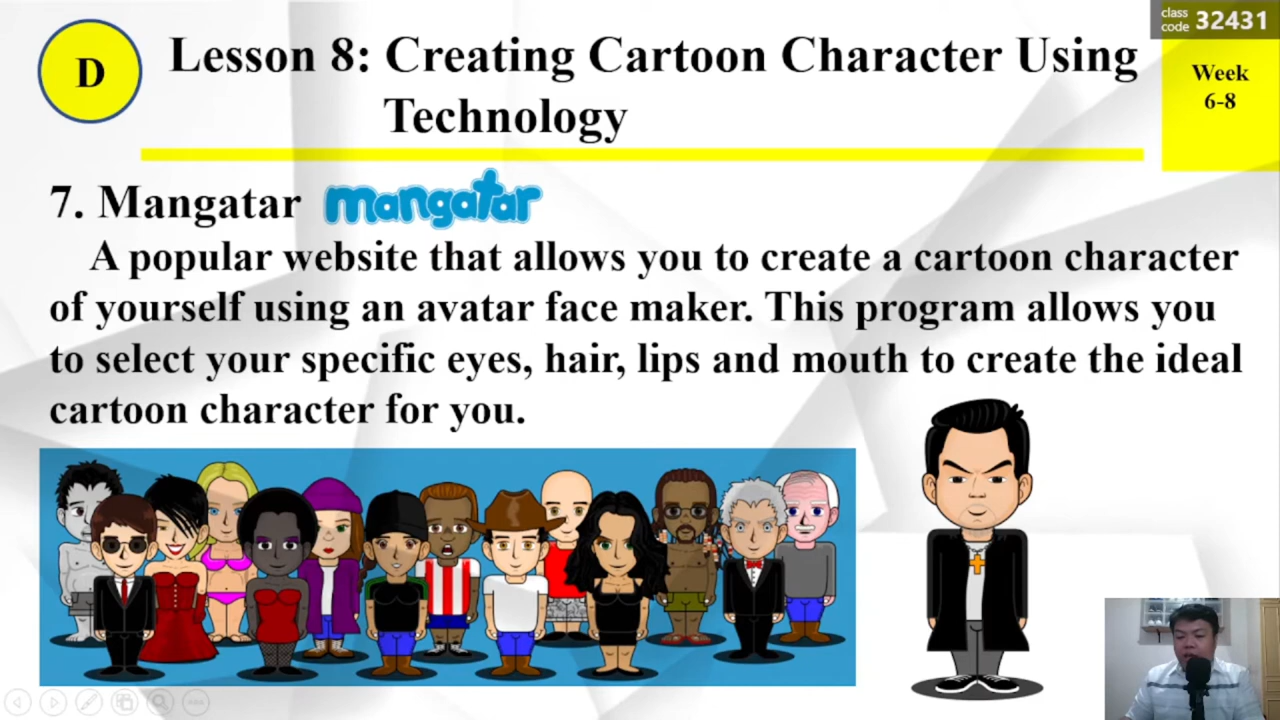 class
code 32431
D
Lesson 8: Creating Cartoon Character Using
Technology
Week
6-8
7. Mangatar mangatar
A popular website that allows you to create a cartoon character
of yourself using an avatar face maker. This program allows you
to select your specific eyes, hair, lips and mouth to create the ideal
cartoon character for you.